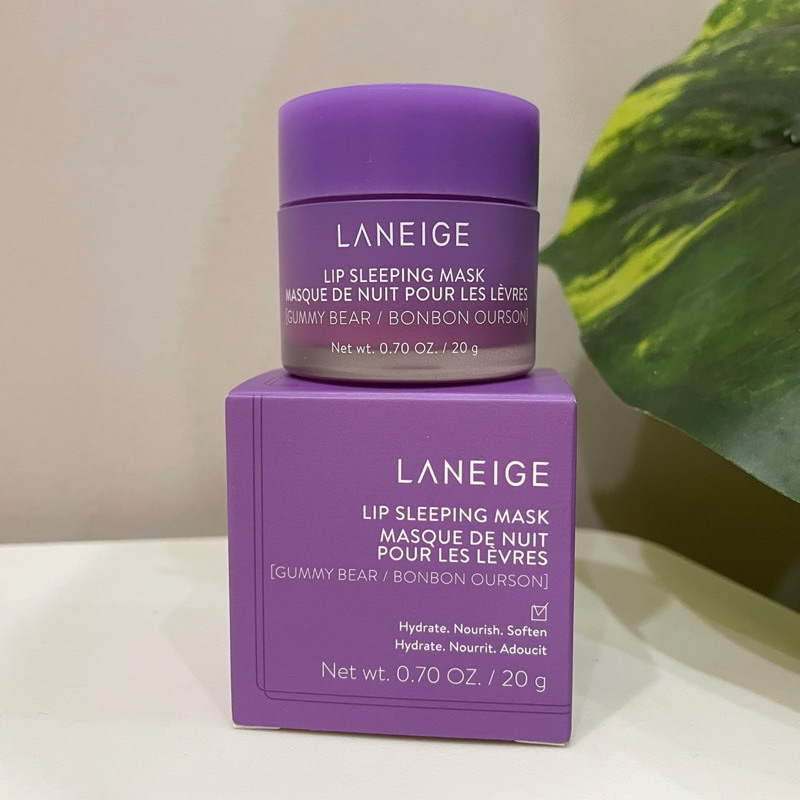 LANEIGE
LIP SLEEPING MASK
MASQUE DE NUIT POUR LES LÈVRES
[GUMMY BEAR / BONBON OURSON]
Net wt. 0.70 OZ. / 20 g
LANEIGE
LIP SLEEPING MASK
MASQUE DE NUIT
POUR LES LÈVRES
[GUMMY BEAR / BONBON OURSON]
Hydrate. Nourish. Soften
Hydrate. Nourrit. Adoucit
Net wt. 0.70 OZ. / 20 g